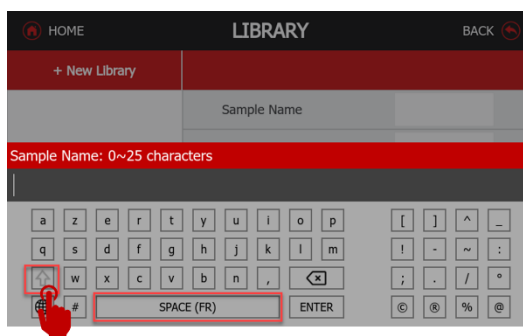 HOME LIBRARY BACK
+ New Library
Sample Name
Sample Name: 0~25 characters
a z e r t y u i o p [ ] ^ _
q s d f g h j k l m ! - ~ :
w x c v b n , ; . / °
# SPACE (FR) ENTER © ® % @